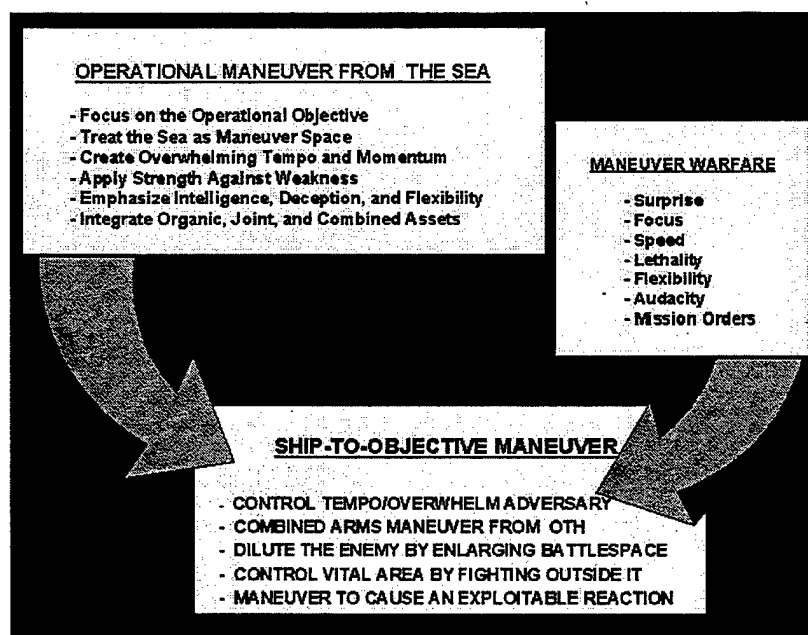 OPERATIONAL MANEUVER FROM THE SEA
- Focus on the Operational Objective
- Treat the Sea as Maneuver Space
- Create Overwhelming Tempo and Momentum
- Apply Strength Against Weakness
- Emphasize Intelligence, Deception, and Flexibility
- Integrate Organic, Joint, and Combined Assets
MANEUVER WARFARE
- Surprise
- Focus
- Speed
- Lethality
- Flexibility
- Audacity
- Mission Orders
SHIP-TO-OBJECTIVE MANEUVER
- CONTROL TEMPO/OVERWHELM ADVERSARY
- COMBINED ARMS MANEUVER FROM OTH
- DILUTE THE ENEMY BY ENLARGING BATTLESPACE
- CONTROL VITAL AREA BY FIGHTING OUTSIDE IT
- MANEUVER TO CAUSE AN EXPLOITABLE REACTION